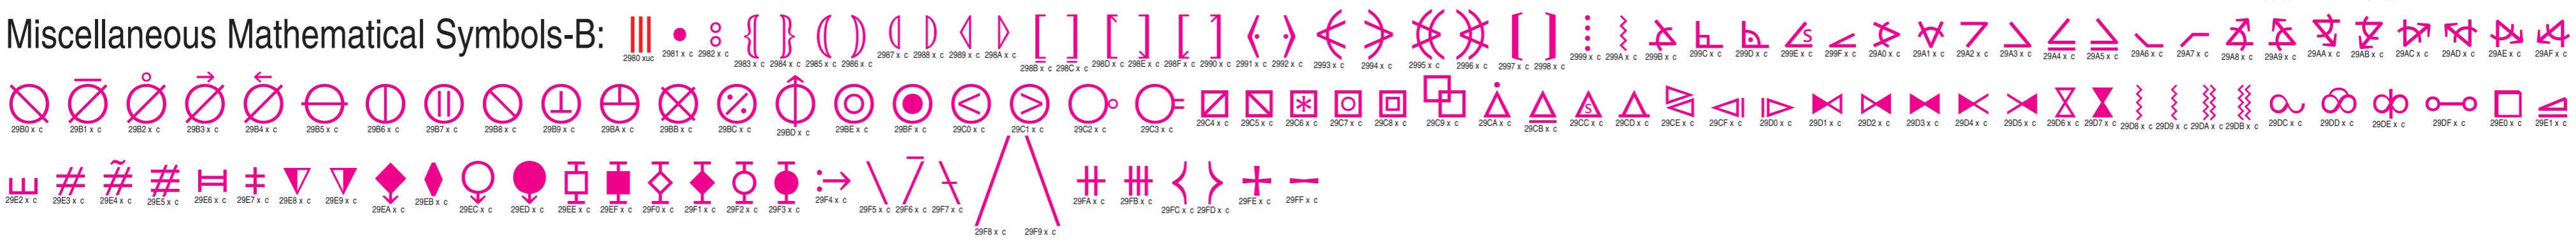 Miscellaneous Mathematical Symbols-B: ⦀ ⦁ ⦂ ⦃ ⦄ ⦅ ⦆ ⦇ ⦈ ⦉ ⦊ ⦋ ⦌ ⦍ ⦎ ⦏ ⦐ ⦑ ⦒ ⦓ ⦔ ⦕ ⦖ ⦗ ⦘ ⦙ ⦚ ⦛ ⦜ ⦝ ⦞ ⦟ ⦠ ⦡ ⦢ ⦣ ⦤ ⦥ ⦦ ⦧ ⦨ ⦩ ⦪ ⦫ ⦬ ⦭ ⦮ ⦯
2980 xuc 2981 x c 2982 x c 2983 x c 2984 x c 2985 x c 2986 x c 2987 x c 2988 x c 2989 x c 298A x c 298B x c 298C x c 298D x c 298E x c 298F x c 2990 x c 2991 x c 2992 x c 2993 x c 2994 x c 2995 x c 2996 x c 2997 x c 2998 x c 2999 x c 299A x c 299B x c 299C x c 299D x c 299E x c 299F x c 29A0 x c 29A1 x c 29A2 x c 29A3 x c 29A4 x c 29A5 x c 29A6 x c 29A7 x c 29A8 x c 29A9 x c 29AA x c 29AB x c 29AC x c 29AD x c 29AE x c 29AF x c
⦰ ⦱ ⦲ ⦳ ⦴ ⦵ ⦶ ⦷ ⦸ ⦹ ⦺ ⦻ ⦼ ⦽ ⦾ ⦿ ⧀ ⧁ ⧂ ⧃ ⧄ ⧅ ⧆ ⧇ ⧈ ⧉ ⧊ ⧋ ⧌ ⧍ ⧎ ⧏ ⧐ ⧑ ⧒ ⧓ ⧔ ⧕ ⧖ ⧗ ⧘ ⧙ ⧚ ⧛ ⧜ ⧝ ⧞ ⧟ ⧠ ⧡
29B0 x c 29B1 x c 29B2 x c 29B3 x c 29B4 x c 29B5 x c 29B6 x c 29B7 x c 29B8 x c 29B9 x c 29BA x c 29BB x c 29BC x c 29BD x c 29BE x c 29BF x c 29C0 x c 29C1 x c 29C2 x c 29C3 x c 29C4 x c 29C5 x c 29C6 x c 29C7 x c 29C8 x c 29C9 x c 29CA x c 29CB x c 29CC x c 29CD x c 29CE x c 29CF x c 29D0 x c 29D1 x c 29D2 x c 29D3 x c 29D4 x c 29D5 x c 29D6 x c 29D7 x c 29D8 x c 29D9 x c 29DA x c 29DB x c 29DC x c 29DD x c 29DE x c 29DF x c 29E0 x c 29E1 x c
⧢ ⧣ ⧤ ⧥ ⧦ ⧧ ⧨ ⧩ ⧪ ⧫ ⧬ ⧭ ⧮ ⧯ ⧰ ⧱ ⧲ ⧳ ⧴ ⧵ ⧶ ⧷ ⧸ ⧹ ⧺ ⧻ ⧼ ⧽ ⧾ ⧿
29E2 x c 29E3 x c 29E4 x c 29E5 x c 29E6 x c 29E7 x c 29E8 x c 29E9 x c 29EA x c 29EB x c 29EC x c 29ED x c 29EE x c 29EF x c 29F0 x c 29F1 x c 29F2 x c 29F3 x c 29F4 x c 29F5 x c 29F6 x c 29F7 x c 29F8 x c 29F9 x c 29FA x c 29FB x c 29FC x c 29FD x c 29FE x c 29FF x c